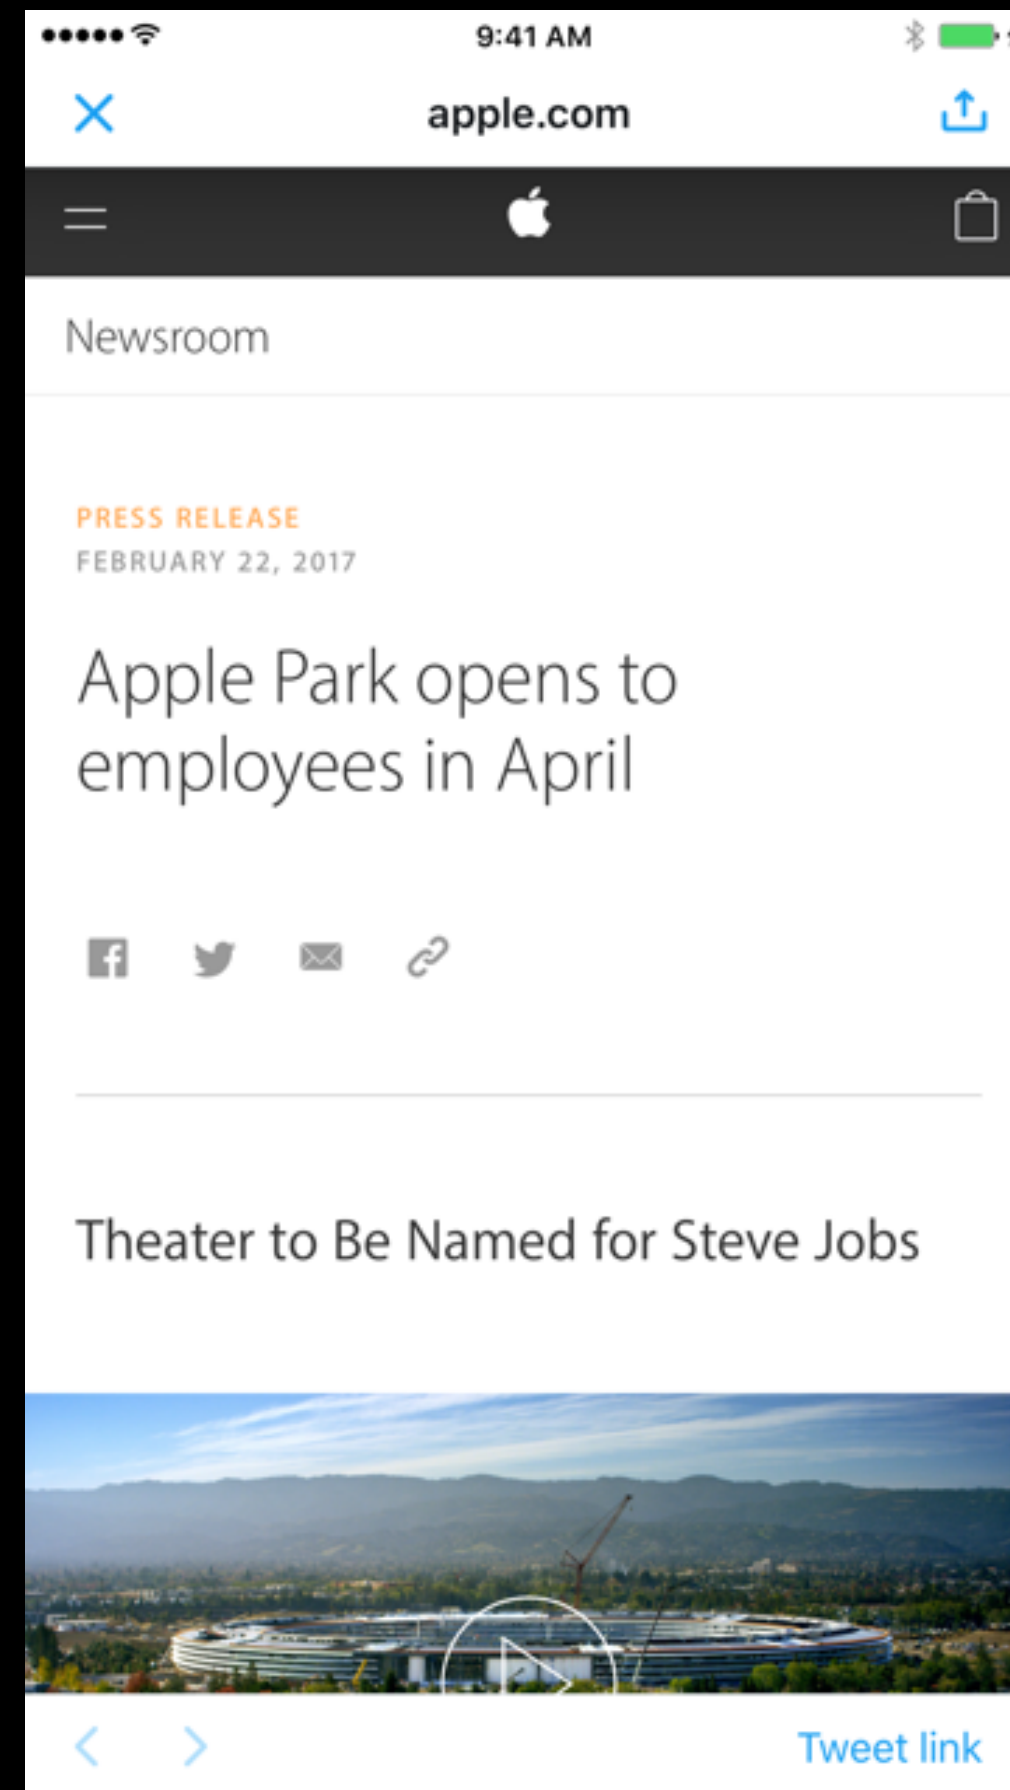 9:41 AM
apple.com
Newsroom
PRESS RELEASE
FEBRUARY 22, 2017
Apple Park opens to
employees in April
Theater to Be Named for Steve Jobs
Tweet link